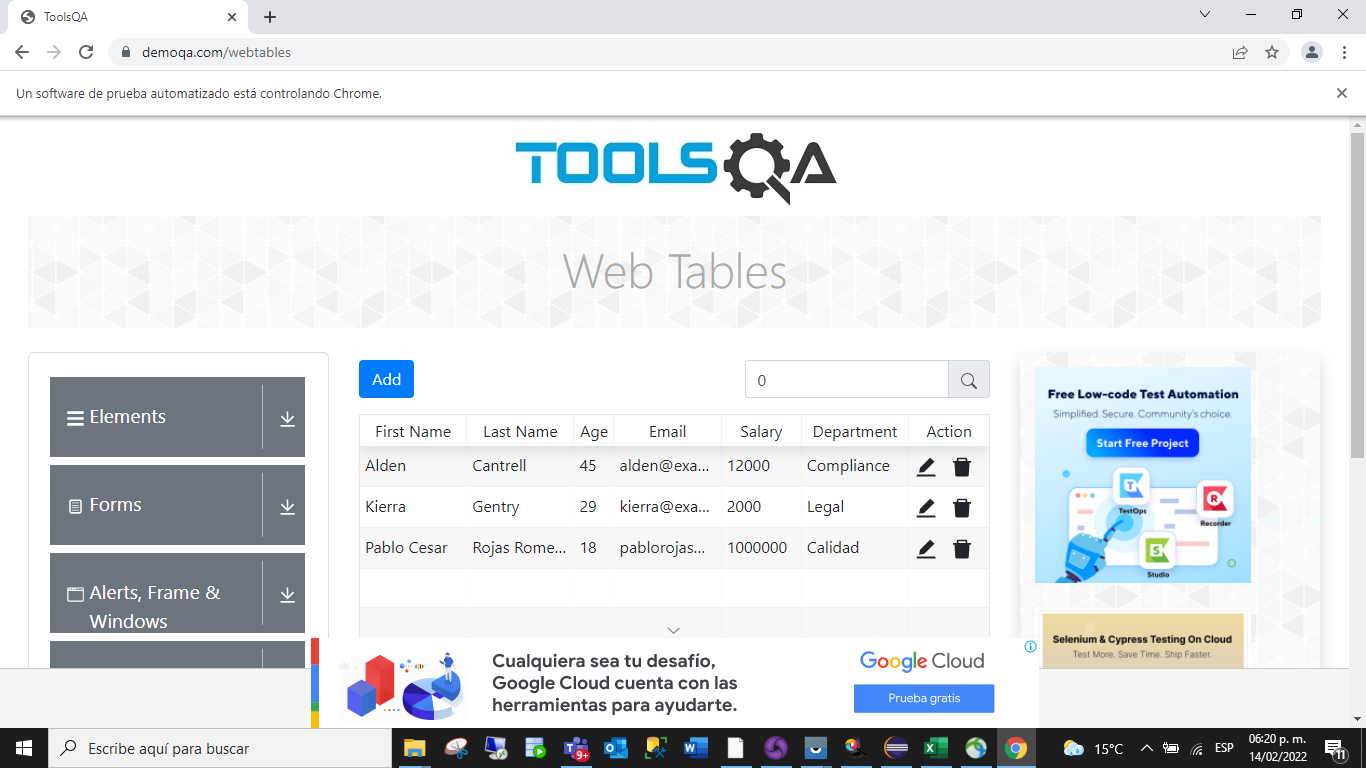 ToolsQA
demoqa.com/webtables
Un software de prueba automatizado está controlando Chrome.
TOOLSQA
Web Tables
Elements
Forms
Alerts, Frame &
Windows
Add
0
First Name Last Name Age Email Salary Department Action
Alden Cantrell 45 alden@exa... 12000 Compliance
Kierra Gentry 29 kierra@exa... 2000 Legal
Pablo Cesar Rojas Rome... 18 pablorojas... 1000000 Calidad
Free Low-code Test Automation
Simplified. Secure. Community's choice.
Start Free Project
TestOps
Recorder
Studio
Selenium & Cypress Testing On Cloud
Test More. Save Time. Ship Faster.
Cualquiera sea tu desafío,
Google Cloud cuenta con las
herramientas para ayudarte.
Google Cloud
Prueba gratis
Escribe aquí para buscar
9+
15°C
ESP
06:20 p. m.
14/02/2022
11